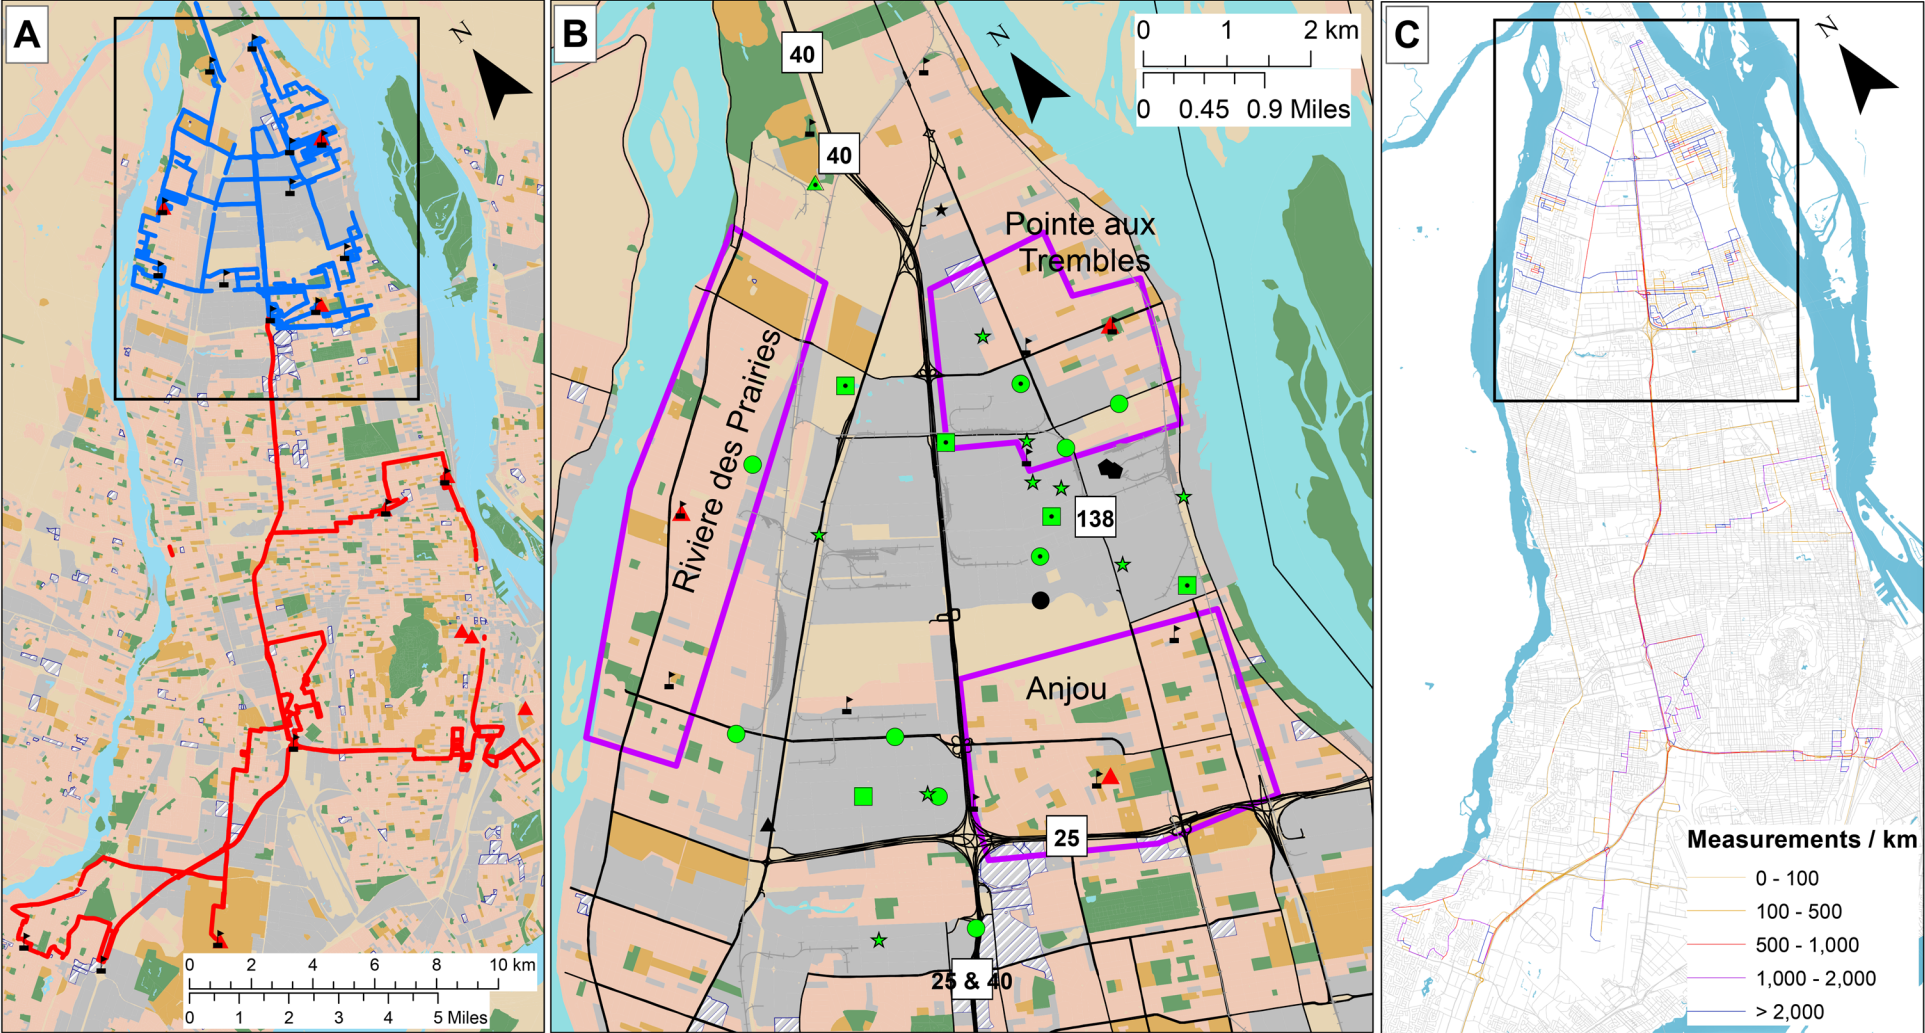 A
N
0 2 4 6 8 10 km
0 1 2 3 4 5 Miles
B
40
40
N
0 1 2 km
0 0.45 0.9 Miles
Pointe aux
Trembles
Riviere des Prairies
138
Anjou
25
25 & 40
C
N
Measurements / km
0 - 100
100 - 500
500 - 1,000
1,000 - 2,000
> 2,000